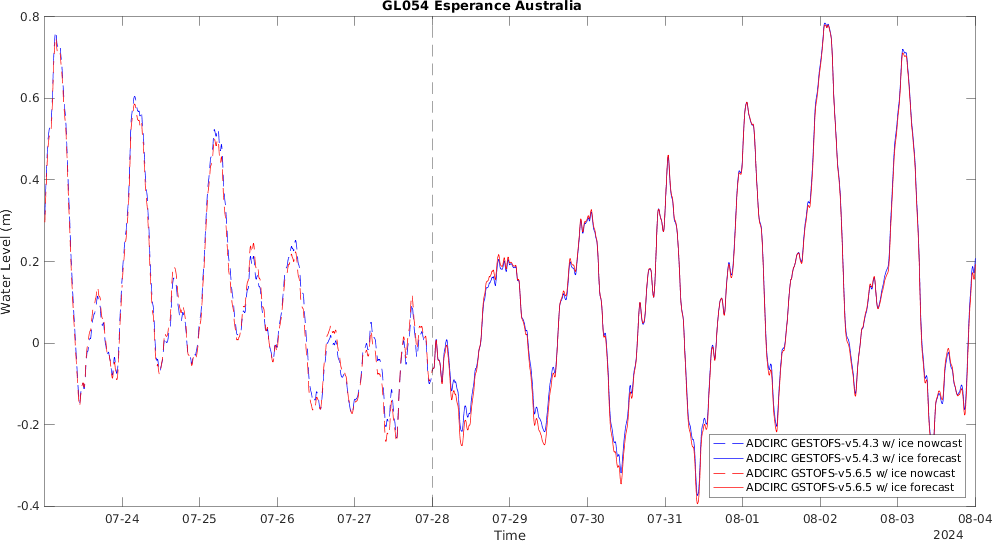 GL054 Esperance Australia
Water Level (m)
0.8
0.6
0.4
0.2
0
-0.2
-0.4
ADCIRC GESTOFS-v5.4.3 w/ ice nowcast
ADCIRC GESTOFS-v5.4.3 w/ ice forecast
ADCIRC GSTOFS-v5.6.5 w/ ice nowcast
ADCIRC GSTOFS-v5.6.5 w/ ice forecast
07-24 07-25 07-26 07-27 07-28 07-29 07-30 07-31 08-01 08-02 08-03 08-04
Time
2024